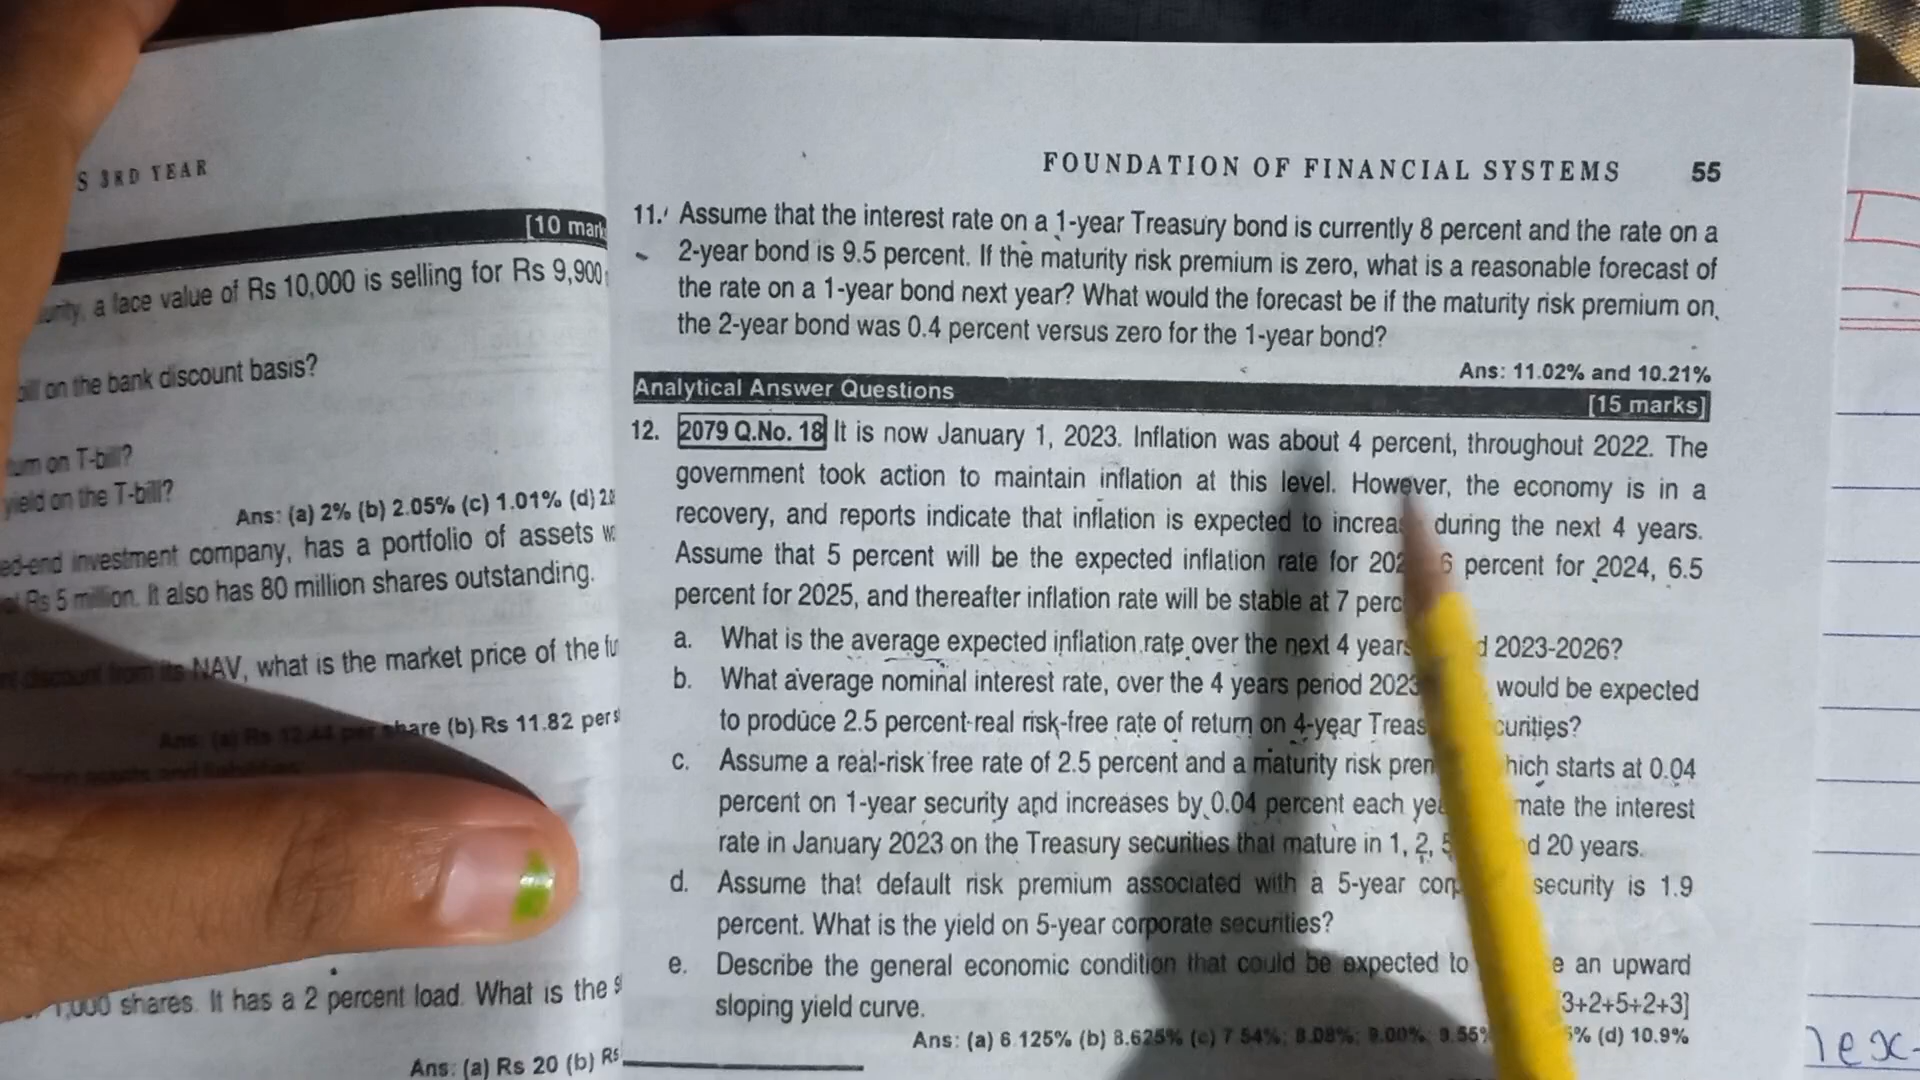 S 3RD YEAR
[10 mark
a face value of Rs 10,000 is selling for Rs 9,900
bill on the bank discount basis?
on T-bill?
yield on the T-bill?
Ans: (a) 2% (b) 2.05% (c) 1.01% (d)
ed-end investment company, has a portfolio of assets
Rs 5 million. It also has 80 million shares outstanding.
discount from its NAV, what is the market price of the
Ans: (a) Rs 12.44 per share (b) Rs 11.82 per
1,000 shares. It has a 2 percent load. What is the
Ans: (a) Rs 20 (b) Rs
FOUNDATION OF FINANCIAL SYSTEMS 55
11. Assume that the interest rate on a 1-year Treasury bond is currently 8 percent and the rate on a
2-year bond is 9.5 percent. If the maturity risk premium is zero, what is a reasonable forecast of
the rate on a 1-year bond next year? What would the forecast be if the maturity risk premium on
the 2-year bond was 0.4 percent versus zero for the 1-year bond?
Ans: 11.02% and 10.21%
Analytical Answer Questions [15 marks]
12. 2079 Q.No. 18 It is now January 1, 2023. Inflation was about 4 percent, throughout 2022. The
government took action to maintain inflation at this level. However, the economy is in a
recovery, and reports indicate that inflation is expected to increas during the next 4 years.
Assume that 5 percent will be the expected inflation rate for 202 6 percent for 2024, 6.5
percent for 2025, and thereafter inflation rate will be stable at 7 perc
a. What is the average expected inflation rate over the next 4 years d 2023-2026?
b. What average nominal interest rate, over the 4 years period 2023 would be expected
to produce 2.5 percent real risk-free rate of return on 4-year Treas curities?
c. Assume a real-risk free rate of 2.5 percent and a maturity risk prem hich starts at 0.04
percent on 1-year security and increases by 0.04 percent each yea mate the interest
rate in January 2023 on the Treasury securities that mature in 1, 2, 5 d 20 years.
d. Assume that default risk premium associated with a 5-year corp security is 1.9
percent. What is the yield on 5-year corporate securities?
e. Describe the general economic condition that could be expected to e an upward
sloping yield curve. 3+2+5+2+3]
Ans: (a) 6.125% (b) 8.625% (c) 7.54%; 8.08%; 9.00%; 9.55% % (d) 10.9%